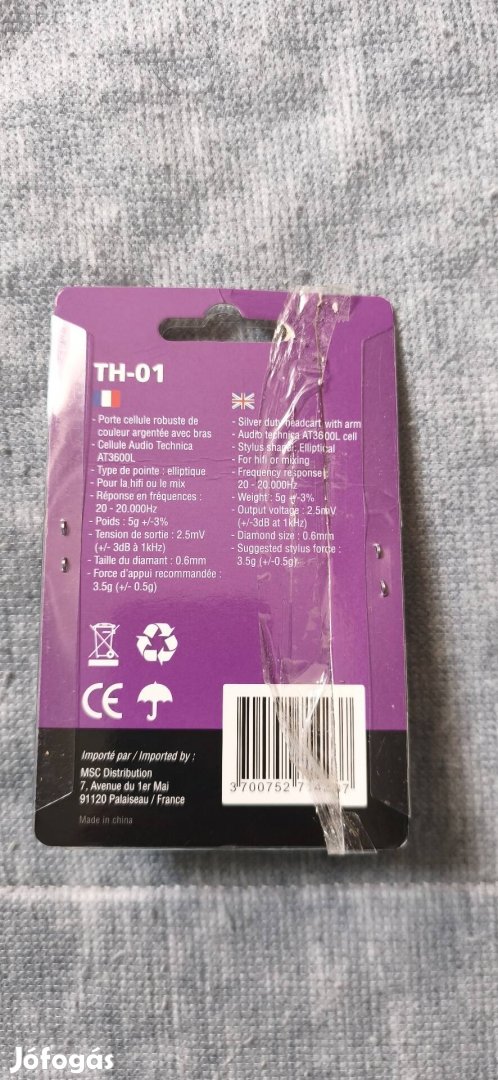 TH-01
- Porte cellule robuste de
couleur argentée avec bras
- Cellule Audio Technica
AT3600L
- Type de pointe : elliptique
- Pour la hifi ou le mix
- Réponse en fréquences :
20 - 20.000Hz
- Poids : 5g +/-3%
- Tension de sortie : 2.5mV
(+/- 3dB à 1kHz)
- Taille du diamant : 0.6mm
- Force d'appui recommandée :
3.5g (+/- 0.5g)
- Silver duty headcart with arm
- Audio technica AT3600L cell
- Stylus shape: Elliptical
- For hifi or mixing
- Frequency response :
20 - 20.000Hz
- Weight : 5g +/-3%
- Output voltage : 2.5mV
(+/-3dB at 1kHz)
- Diamond size : 0.6mm
- Suggested stylus force :
3.5g (+/-0.5g)
CE
Importé par / Imported by :
MSC Distribution
7, Avenue du 1er Mai
91120 Palaiseau / France
Made in china
3 700752
Jófogás